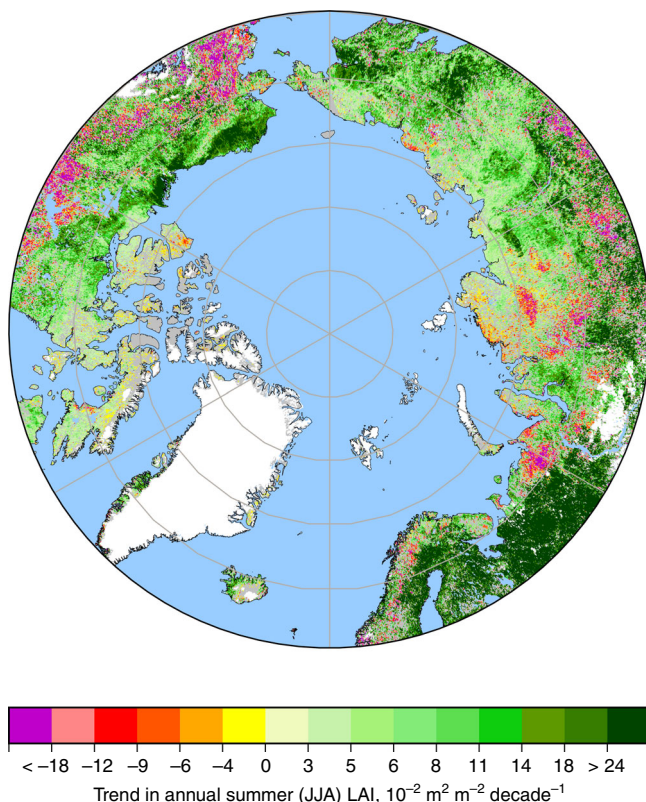 < –18 –12 –9 –6 –4 0 3 5 6 8 11 14 18 > 24
Trend in annual summer (JJA) LAI, 10⁻² m² m⁻² decade⁻¹